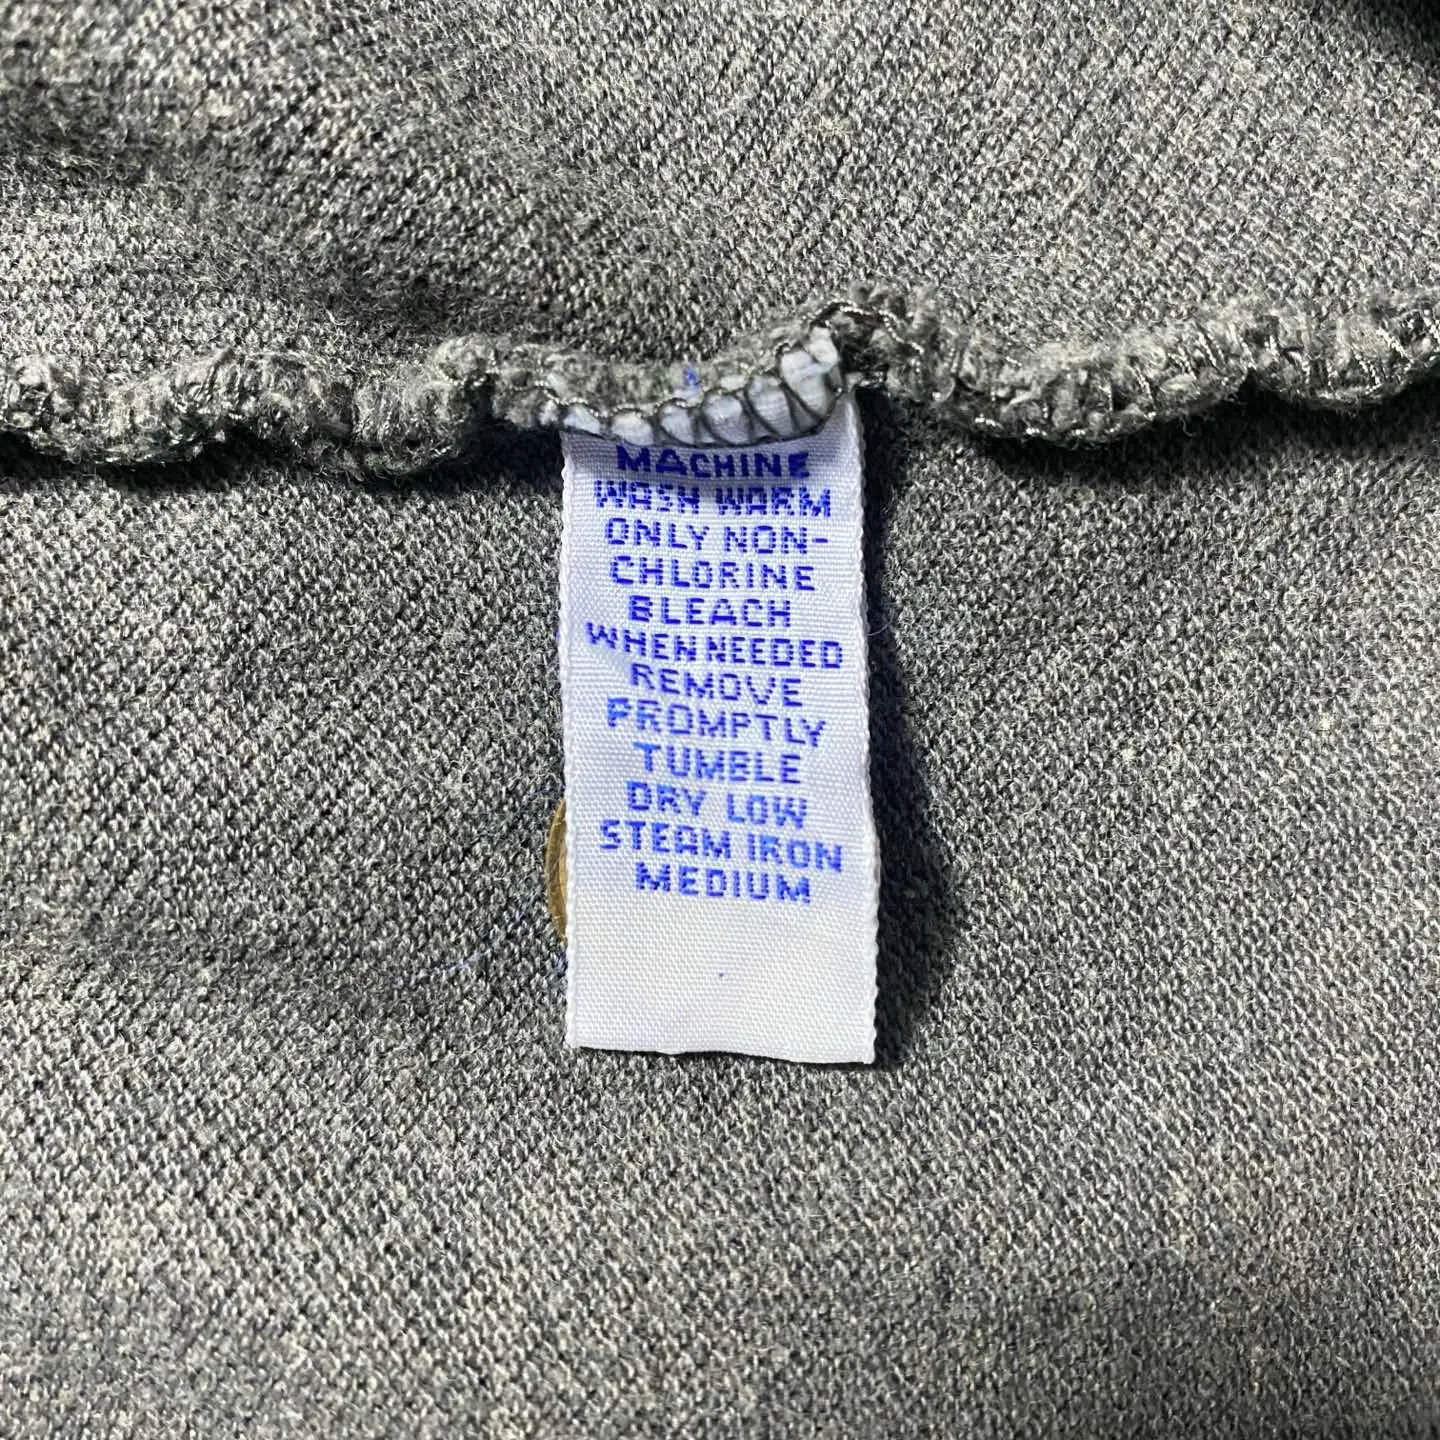 MACHINE
WASH WARM
ONLY NON-
CHLORINE
BLEACH
WHEN NEEDED
REMOVE
PROMPTLY
TUMBLE
DRY LOW
STEAM IRON
MEDIUM